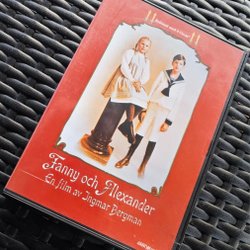 Fanny och Alexander
En film av Ingmar Bergman